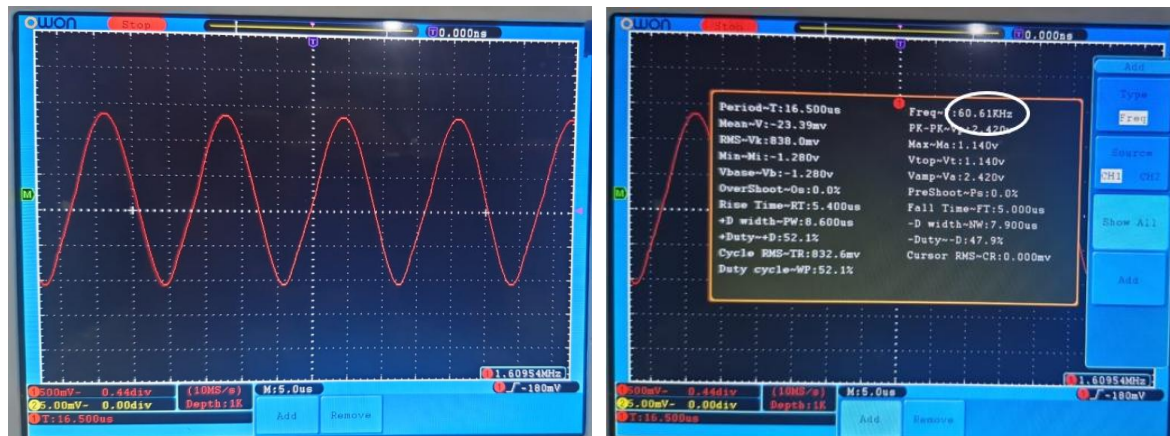 OWON Stop T 0.000ns
T
M
1.60954MHz
500mV~ 0.44div (10MS/s) M:5.0us -180mV
5.00mV~ 0.00div Depth:1K
T:16.500us
Add Remove
OWON Stop T 0.000ns
T
Add
Type
Freq
Source
CH1 CH2
Show All
Add
M
Period~T:16.500us Freq~F:60.61KHz
Mean~V:-23.39mv PK-PK~Vp:2.420v
RMS~Vk:838.0mv Max~Ma:1.140v
Min~Mi:-1.280v Vtop~Vt:1.140v
Vbase~Vb:-1.280v Vamp~Va:2.420v
OverShoot~Os:0.0% PreShoot~Ps:0.0%
Rise Time~RT:5.400us Fall Time~FT:5.000us
+D width~PW:8.600us -D width~NW:7.900us
+Duty~+D:52.1% -Duty~-D:47.9%
Cycle RMS~TR:832.6mv Cursor RMS~CR:0.000mv
Duty cycle~WP:52.1%
1.60954MHz
500mV~ 0.44div (10MS/s) M:5.0us -180mV
5.00mV~ 0.00div Depth:1K
T:16.500us
Add Remove